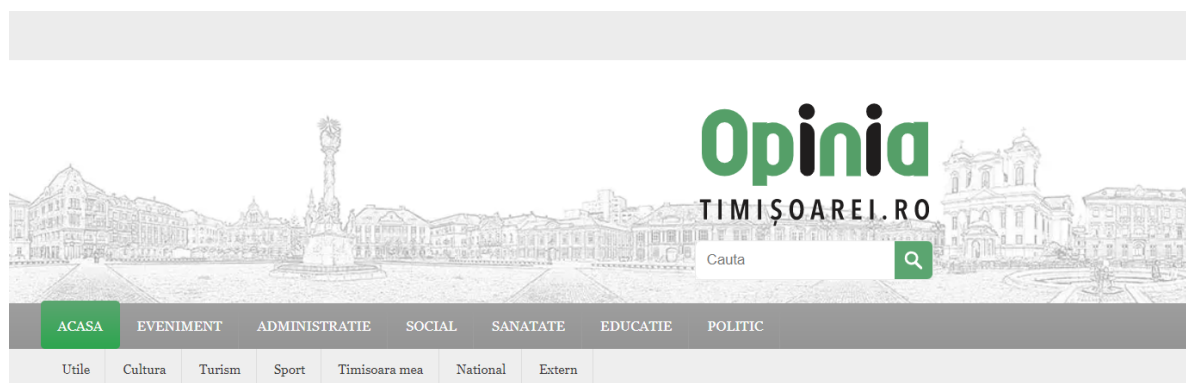 Opinia
TIMIȘOAREI.RO
Cauta
ACASA EVENIMENT ADMINISTRATIE SOCIAL SANATATE EDUCATIE POLITIC
Utile Cultura Turism Sport Timisoara mea National Extern